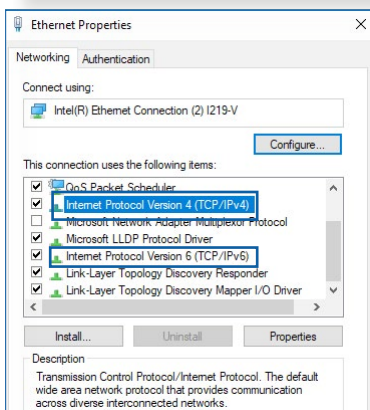 Ethernet Properties
Networking Authentication
Connect using:
Intel(R) Ethernet Connection (2) I219-V
Configure...
This connection uses the following items:
QoS Packet Scheduler
Internet Protocol Version 4 (TCP/IPv4)
Microsoft Network Adapter Multiplexor Protocol
Microsoft LLDP Protocol Driver
Internet Protocol Version 6 (TCP/IPv6)
Link-Layer Topology Discovery Responder
Link-Layer Topology Discovery Mapper I/O Driver
Install... Uninstall Properties
Description
Transmission Control Protocol/Internet Protocol. The default
wide area network protocol that provides communication
across diverse interconnected networks.